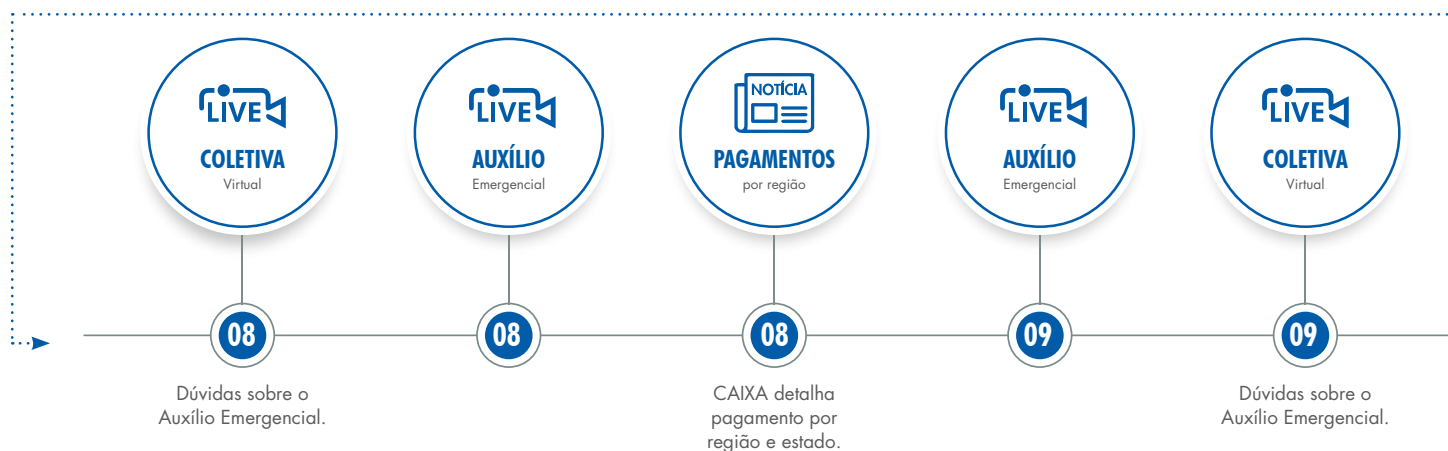 LIVE
COLETIVA
Virtual
08
Dúvidas sobre o
Auxílio Emergencial.
LIVE
AUXÍLIO
Emergencial
08
NOTÍCIA
PAGAMENTOS
por região
08
CAIXA detalha
pagamento por
região e estado.
LIVE
AUXÍLIO
Emergencial
09
LIVE
COLETIVA
Virtual
09
Dúvidas sobre o
Auxílio Emergencial.